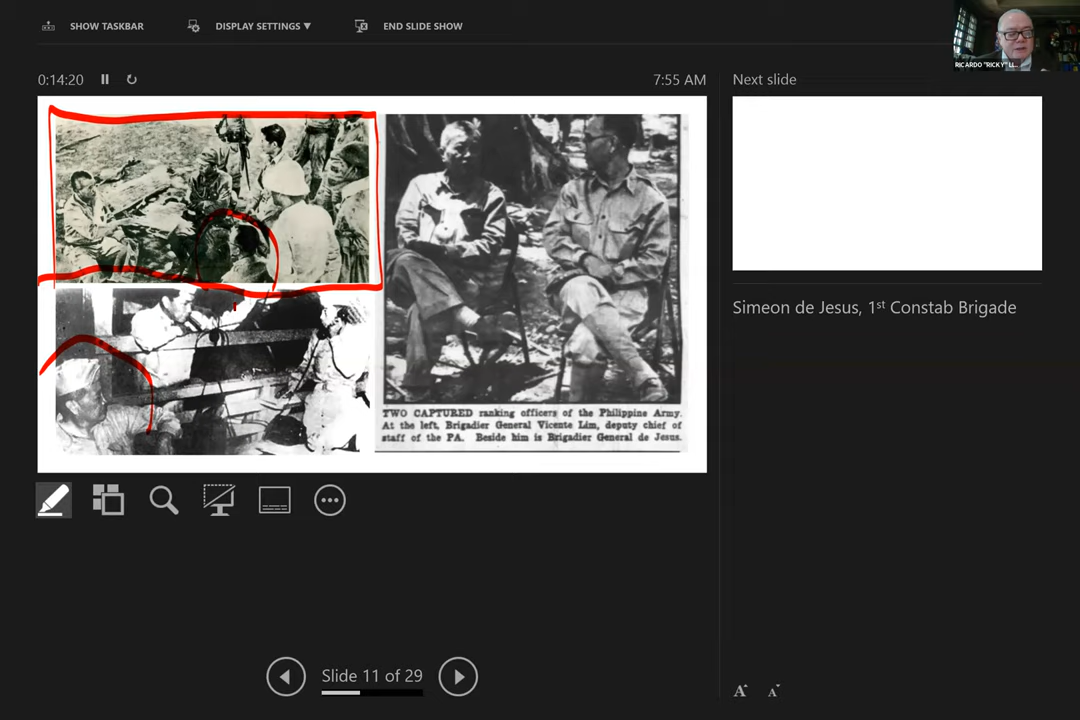 SHOW TASKBAR
DISPLAY SETTINGS ▼
END SLIDE SHOW
RICARDO "RICKY"
0:14:20
7:55 AM
Next slide
TWO CAPTURED ranking officers of the Philippine Army.
At the left, Brigadier General Vicente Lim, deputy chief of
staff of the PA. Beside him is Brigadier General de Jesus.
Simeon de Jesus, 1st Constab Brigade
Slide 11 of 29
A A